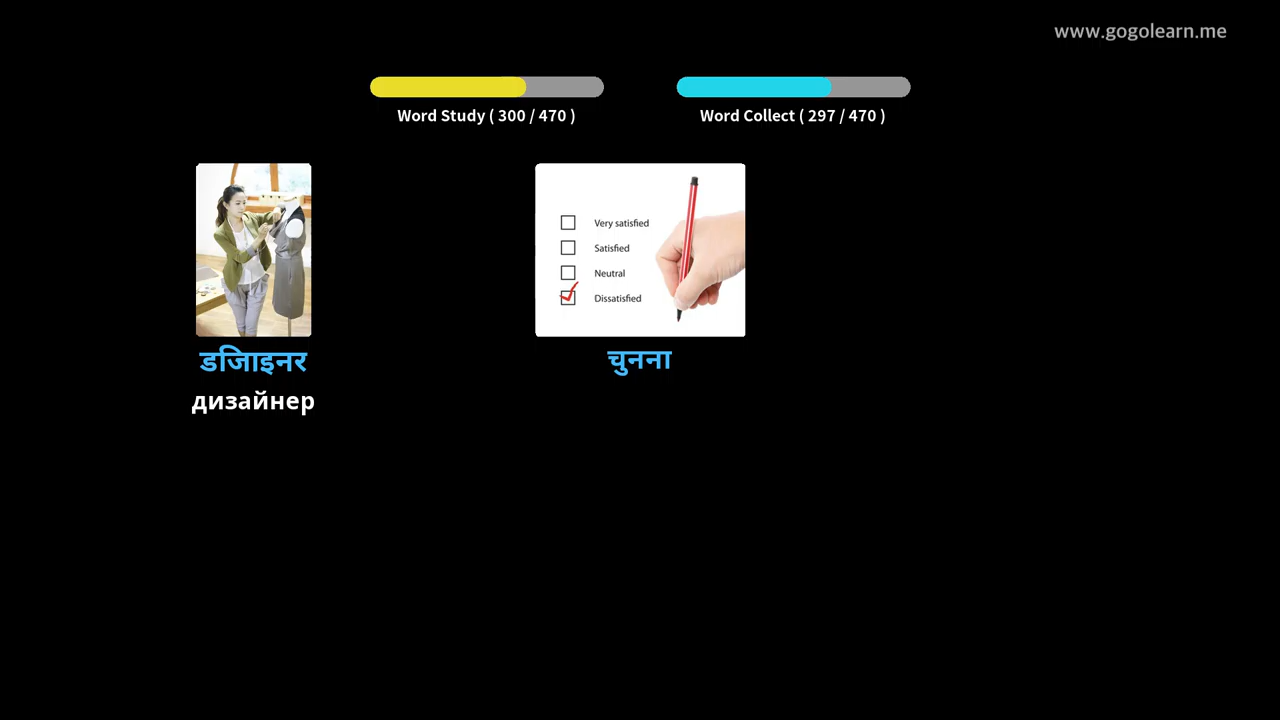 www.gogolearn.me
Word Study ( 300 / 470 )
Word Collect ( 297 / 470 )
Very satisfied
Satisfied
Neutral
Dissatisfied
डिजाइनर
चुनना
дизайнер